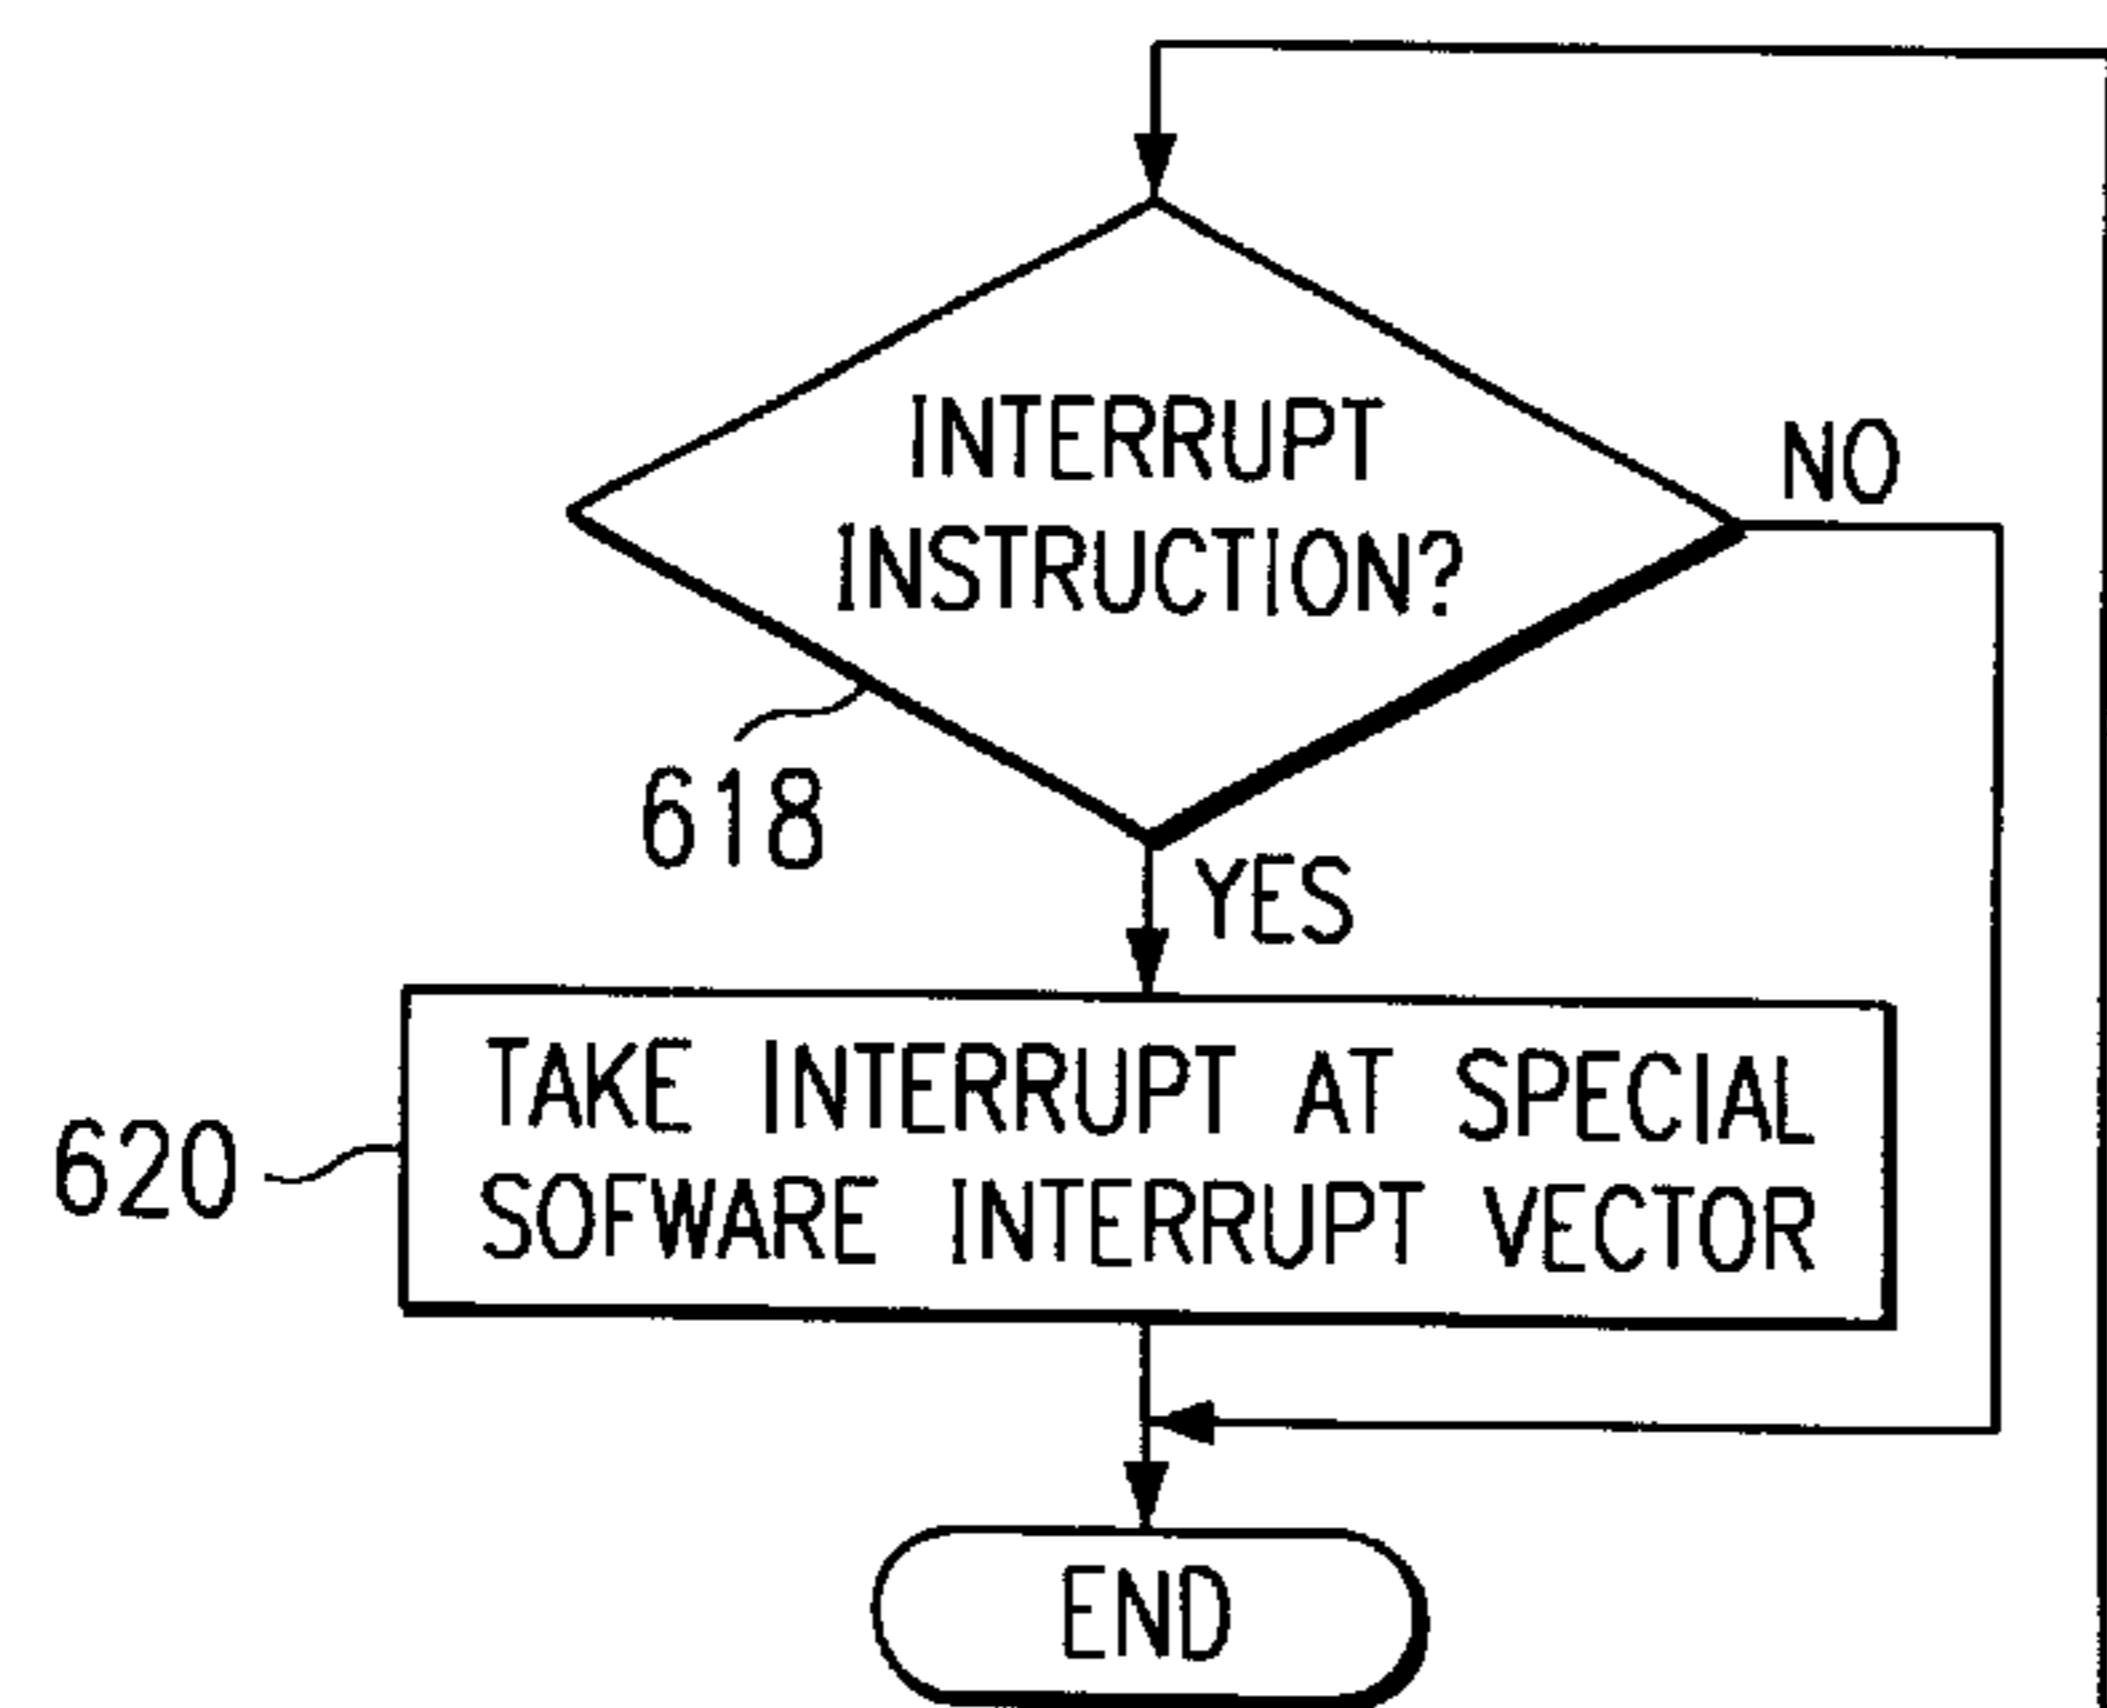 INTERRUPT
INSTRUCTION?
NO
618
YES
TAKE INTERRUPT AT SPECIAL
SOFWARE INTERRUPT VECTOR
620
END